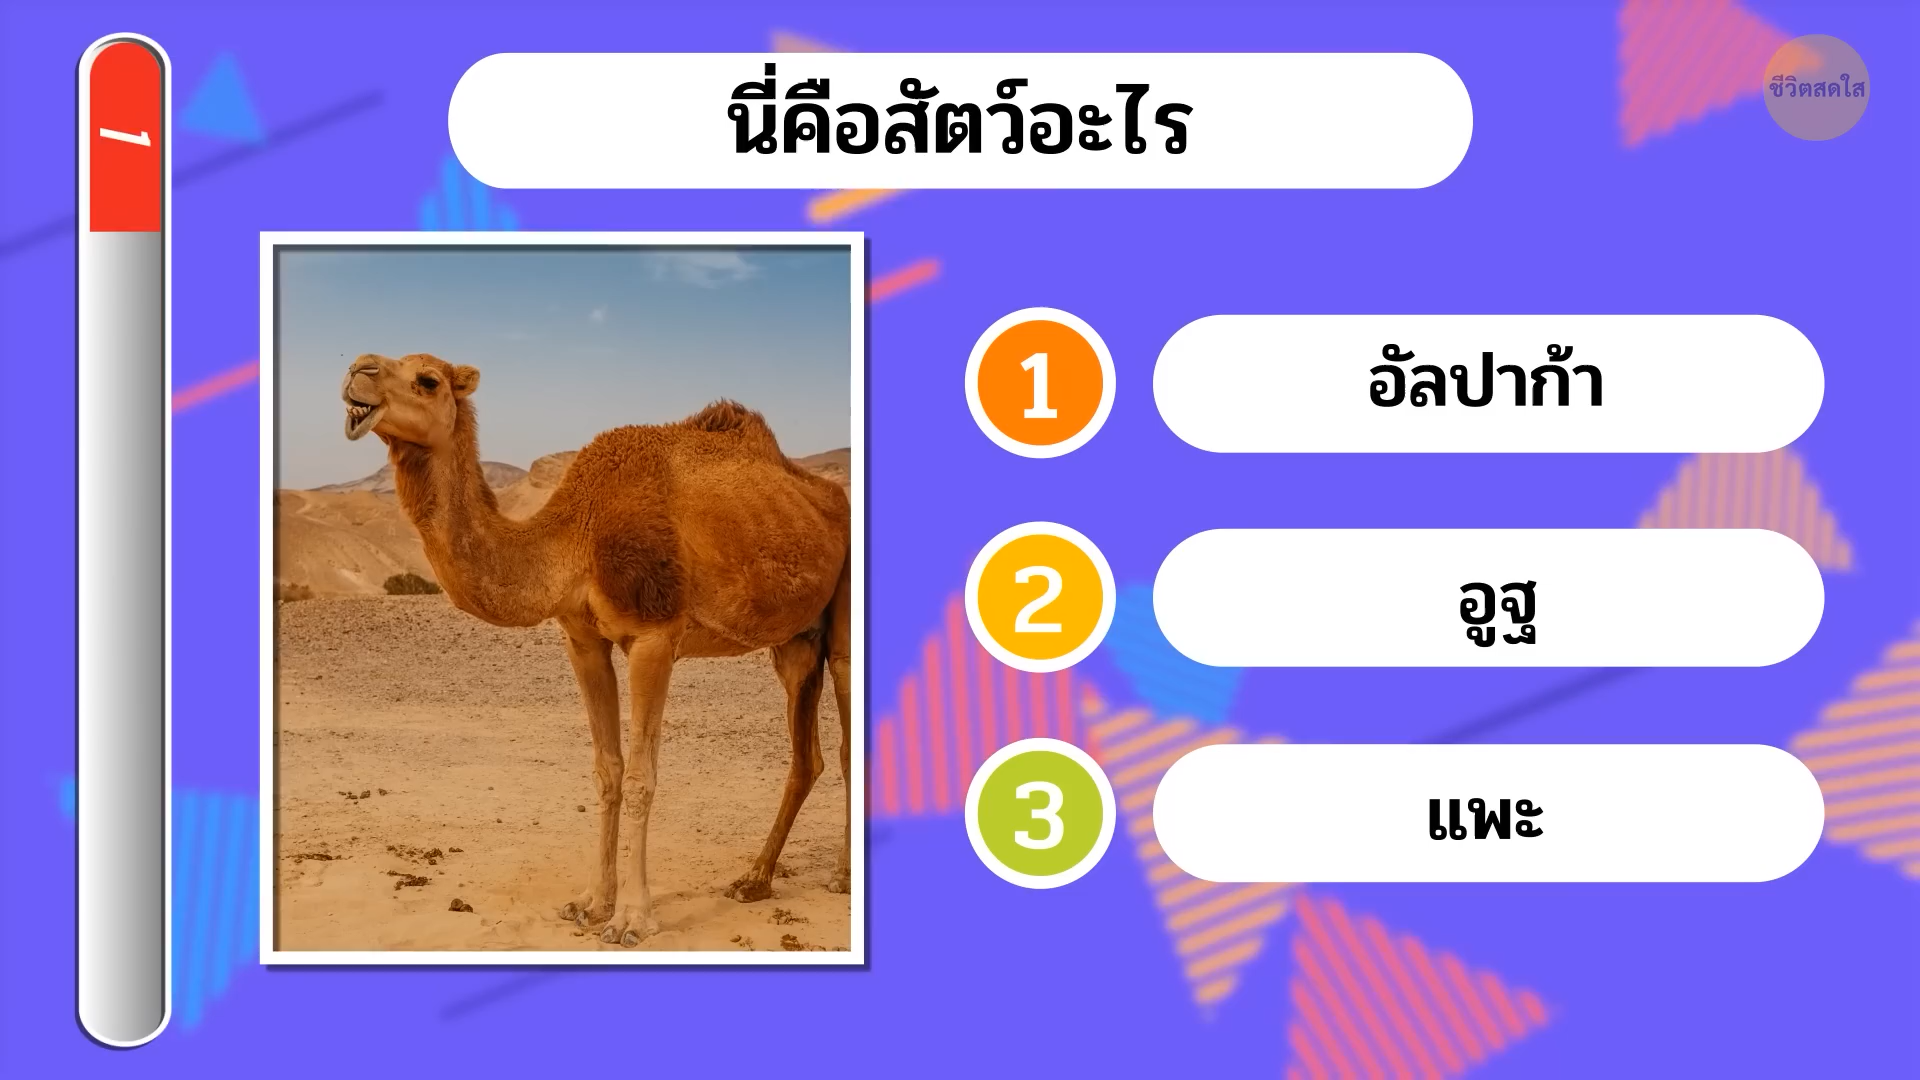 นี่คือสัตว์อะไร
ชีวิตสดใส
1
1
อัลปาก้า
2
อูฐ
3
แพะ